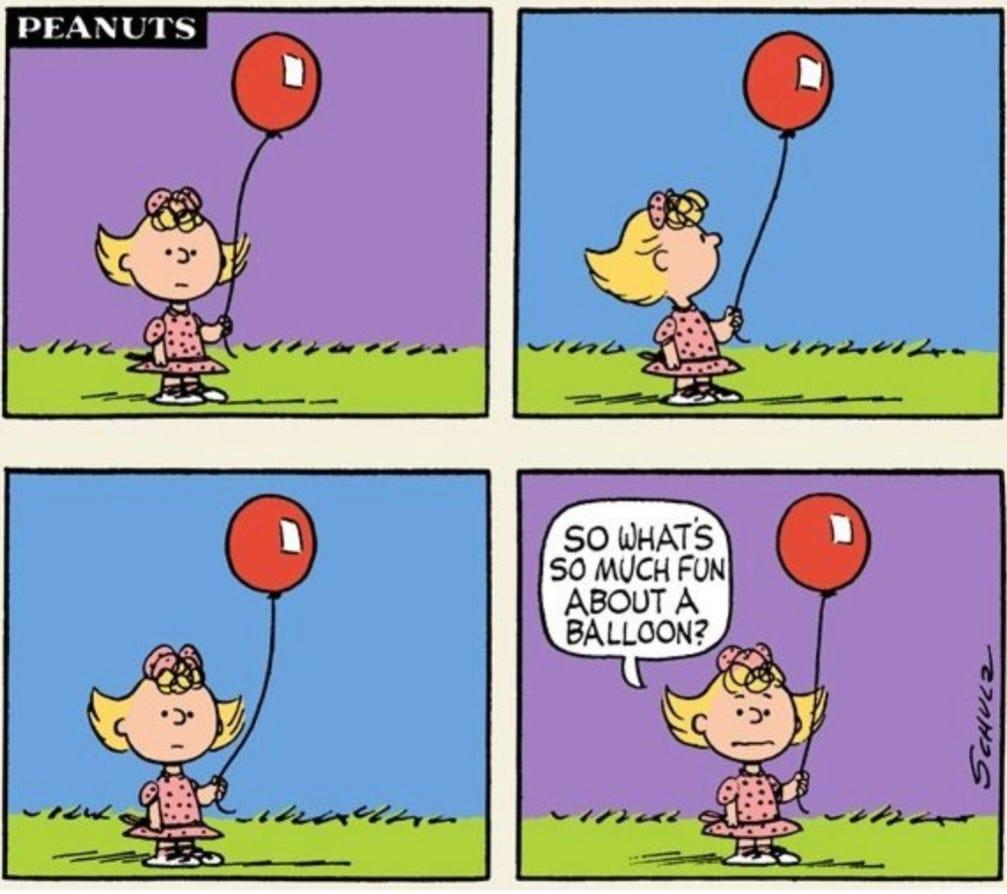 PEANUTS
SO WHAT'S
SO MUCH FUN
ABOUT A
BALLOON?
SCHULZ